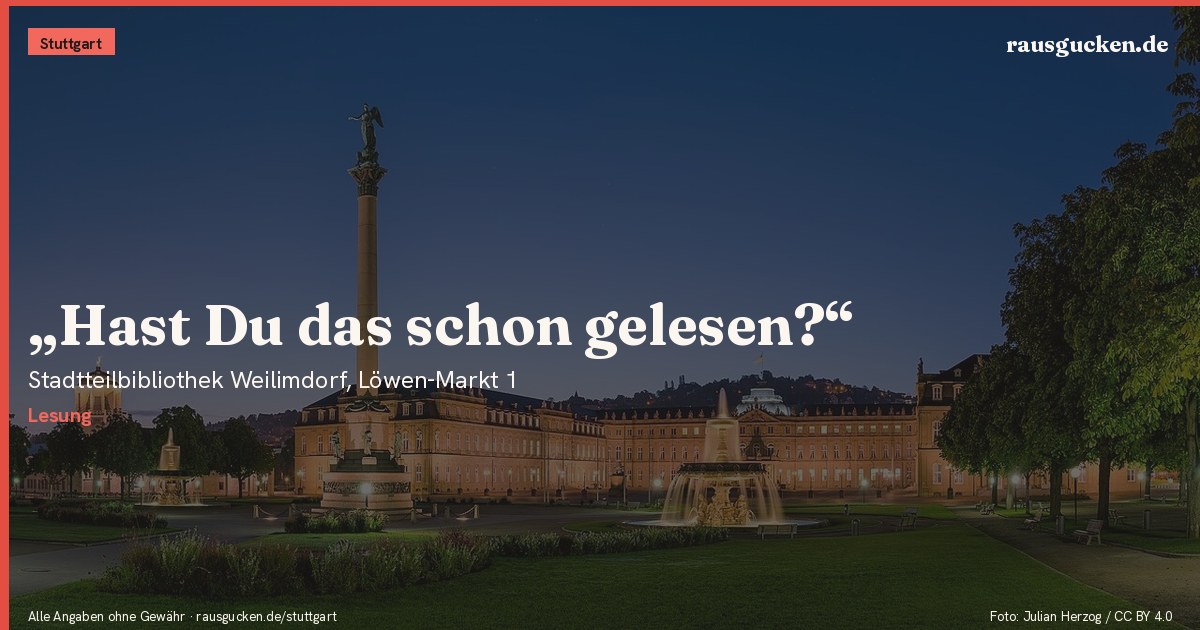 Stuttgart
rausgucken.de
„Hast Du das schon gelesen?“
Stadtteilbibliothek Weilimdorf, Löwen-Markt 1
Lesung
Alle Angaben ohne Gewähr · rausgucken.de/stuttgart
Foto: Julian Herzog / CC BY 4.0